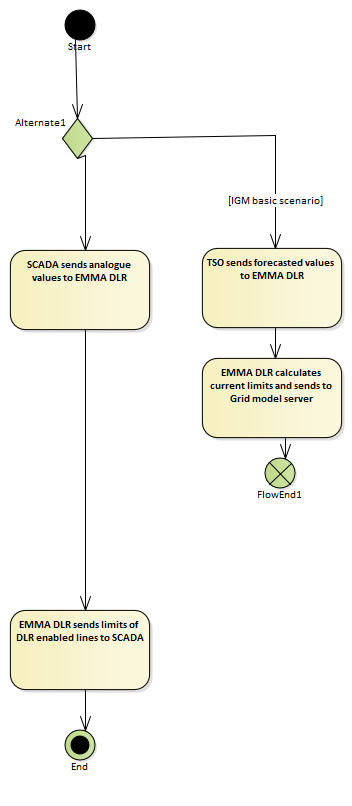 Start
Alternate1
[IGM basic scenario]
SCADA sends analogue
values to EMMA DLR
TSO sends forecasted values
to EMMA DLR
EMMA DLR calculates
current limits and sends to
Grid model server
FlowEnd1
EMMA DLR sends limits of
DLR enabled lines to SCADA
End